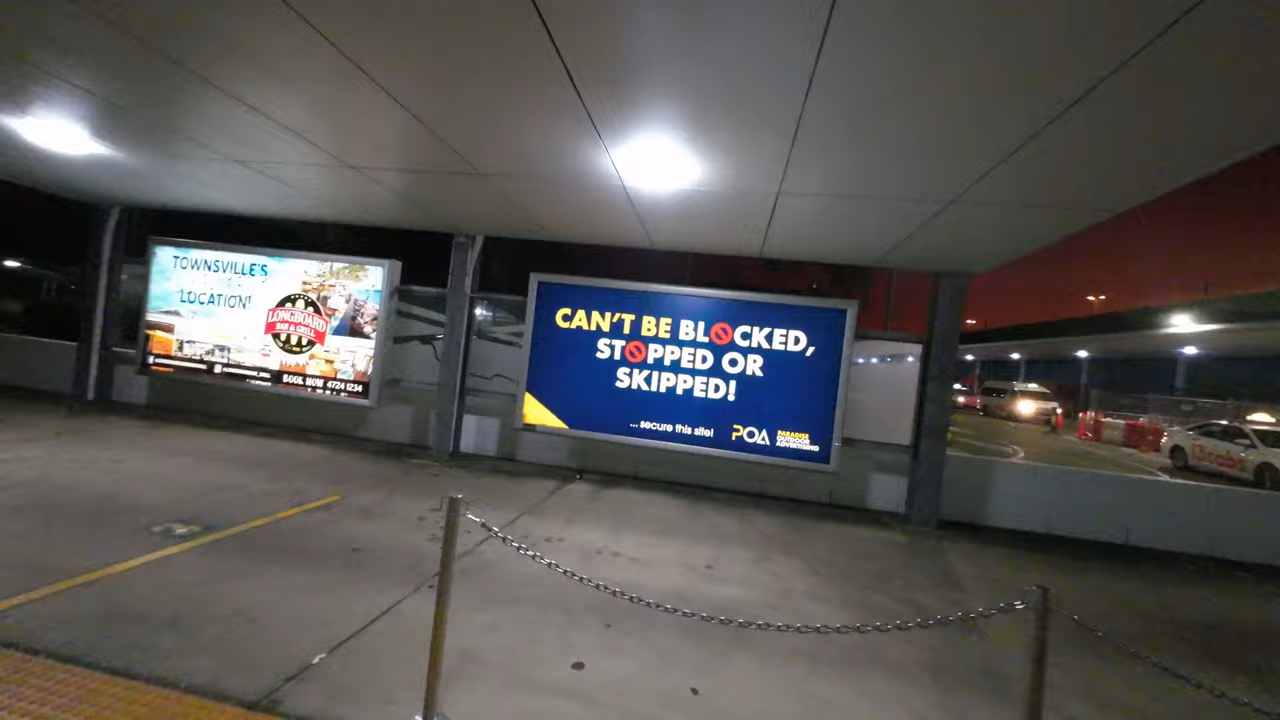 TOWNSVILLE'S
LOCATION!
LONGBOARD
BAR & GRILL
BOOK NOW 4724 1234
CAN'T BE BLOCKED,
STOPPED OR
SKIPPED!
... secure this site!
POA
PARADISE
OUTDOOR
ADVERTISING
13cabs